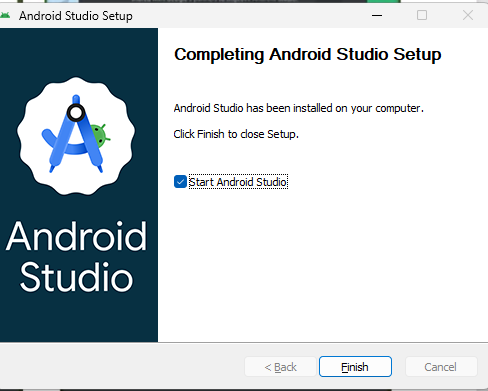 Android Studio Setup
Completing Android Studio Setup
Android Studio has been installed on your computer.
Click Finish to close Setup.
Start Android Studio
Android
Studio
< Back
Finish
Cancel